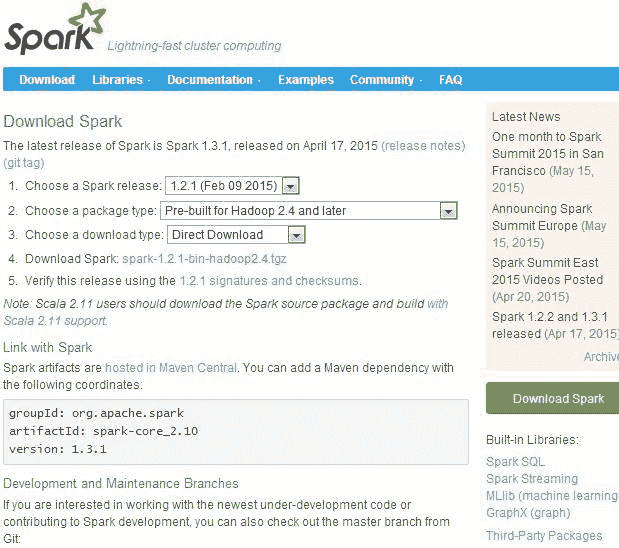 Spark Lightning-fast cluster computing
Download Libraries Documentation Examples Community FAQ
Download Spark
The latest release of Spark is Spark 1.3.1, released on April 17, 2015 (release notes)
(git tag)
1. Choose a Spark release: 1.2.1 (Feb 09 2015)
2. Choose a package type: Pre-built for Hadoop 2.4 and later
3. Choose a download type: Direct Download
4. Download Spark: spark-1.2.1-bin-hadoop2.4.tgz
5. Verify this release using the 1.2.1 signatures and checksums.
Note: Scala 2.11 users should download the Spark source package and build with
Scala 2.11 support.
Link with Spark
Spark artifacts are hosted in Maven Central. You can add a Maven dependency with
the following coordinates:
groupId: org.apache.spark
artifactId: spark-core_2.10
version: 1.3.1
Development and Maintenance Branches
If you are interested in working with the newest under-development code or
contributing to Spark development, you can also check out the master branch from
Git:
Latest News
One month to Spark
Summit 2015 in San
Francisco (May 15,
2015)
Announcing Spark
Summit Europe (May
15, 2015)
Spark Summit East
2015 Videos Posted
(Apr 20, 2015)
Spark 1.2.2 and 1.3.1
released (Apr 17, 2015)
Archive
Download Spark
Built-in Libraries:
Spark SQL
Spark Streaming
MLlib (machine learning
GraphX (graph)
Third-Party Packages